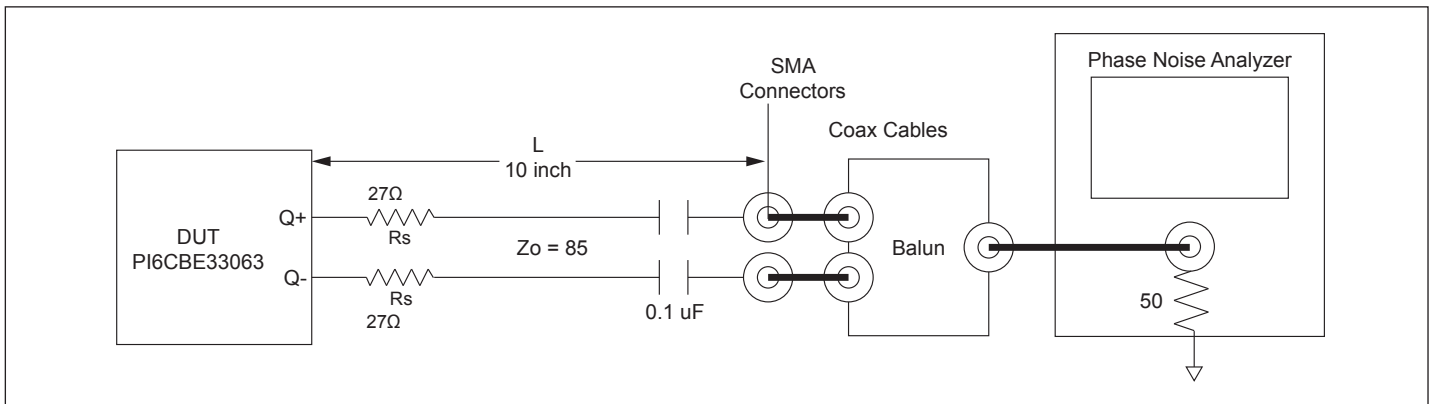 Phase Noise Analyzer
SMA
Connectors
Coax Cables
L
10 inch
27Ω
Q+
Rs
DUT
PI6CBE33063
Zo = 85
Balun
Q-
Rs
27Ω
0.1 uF
50